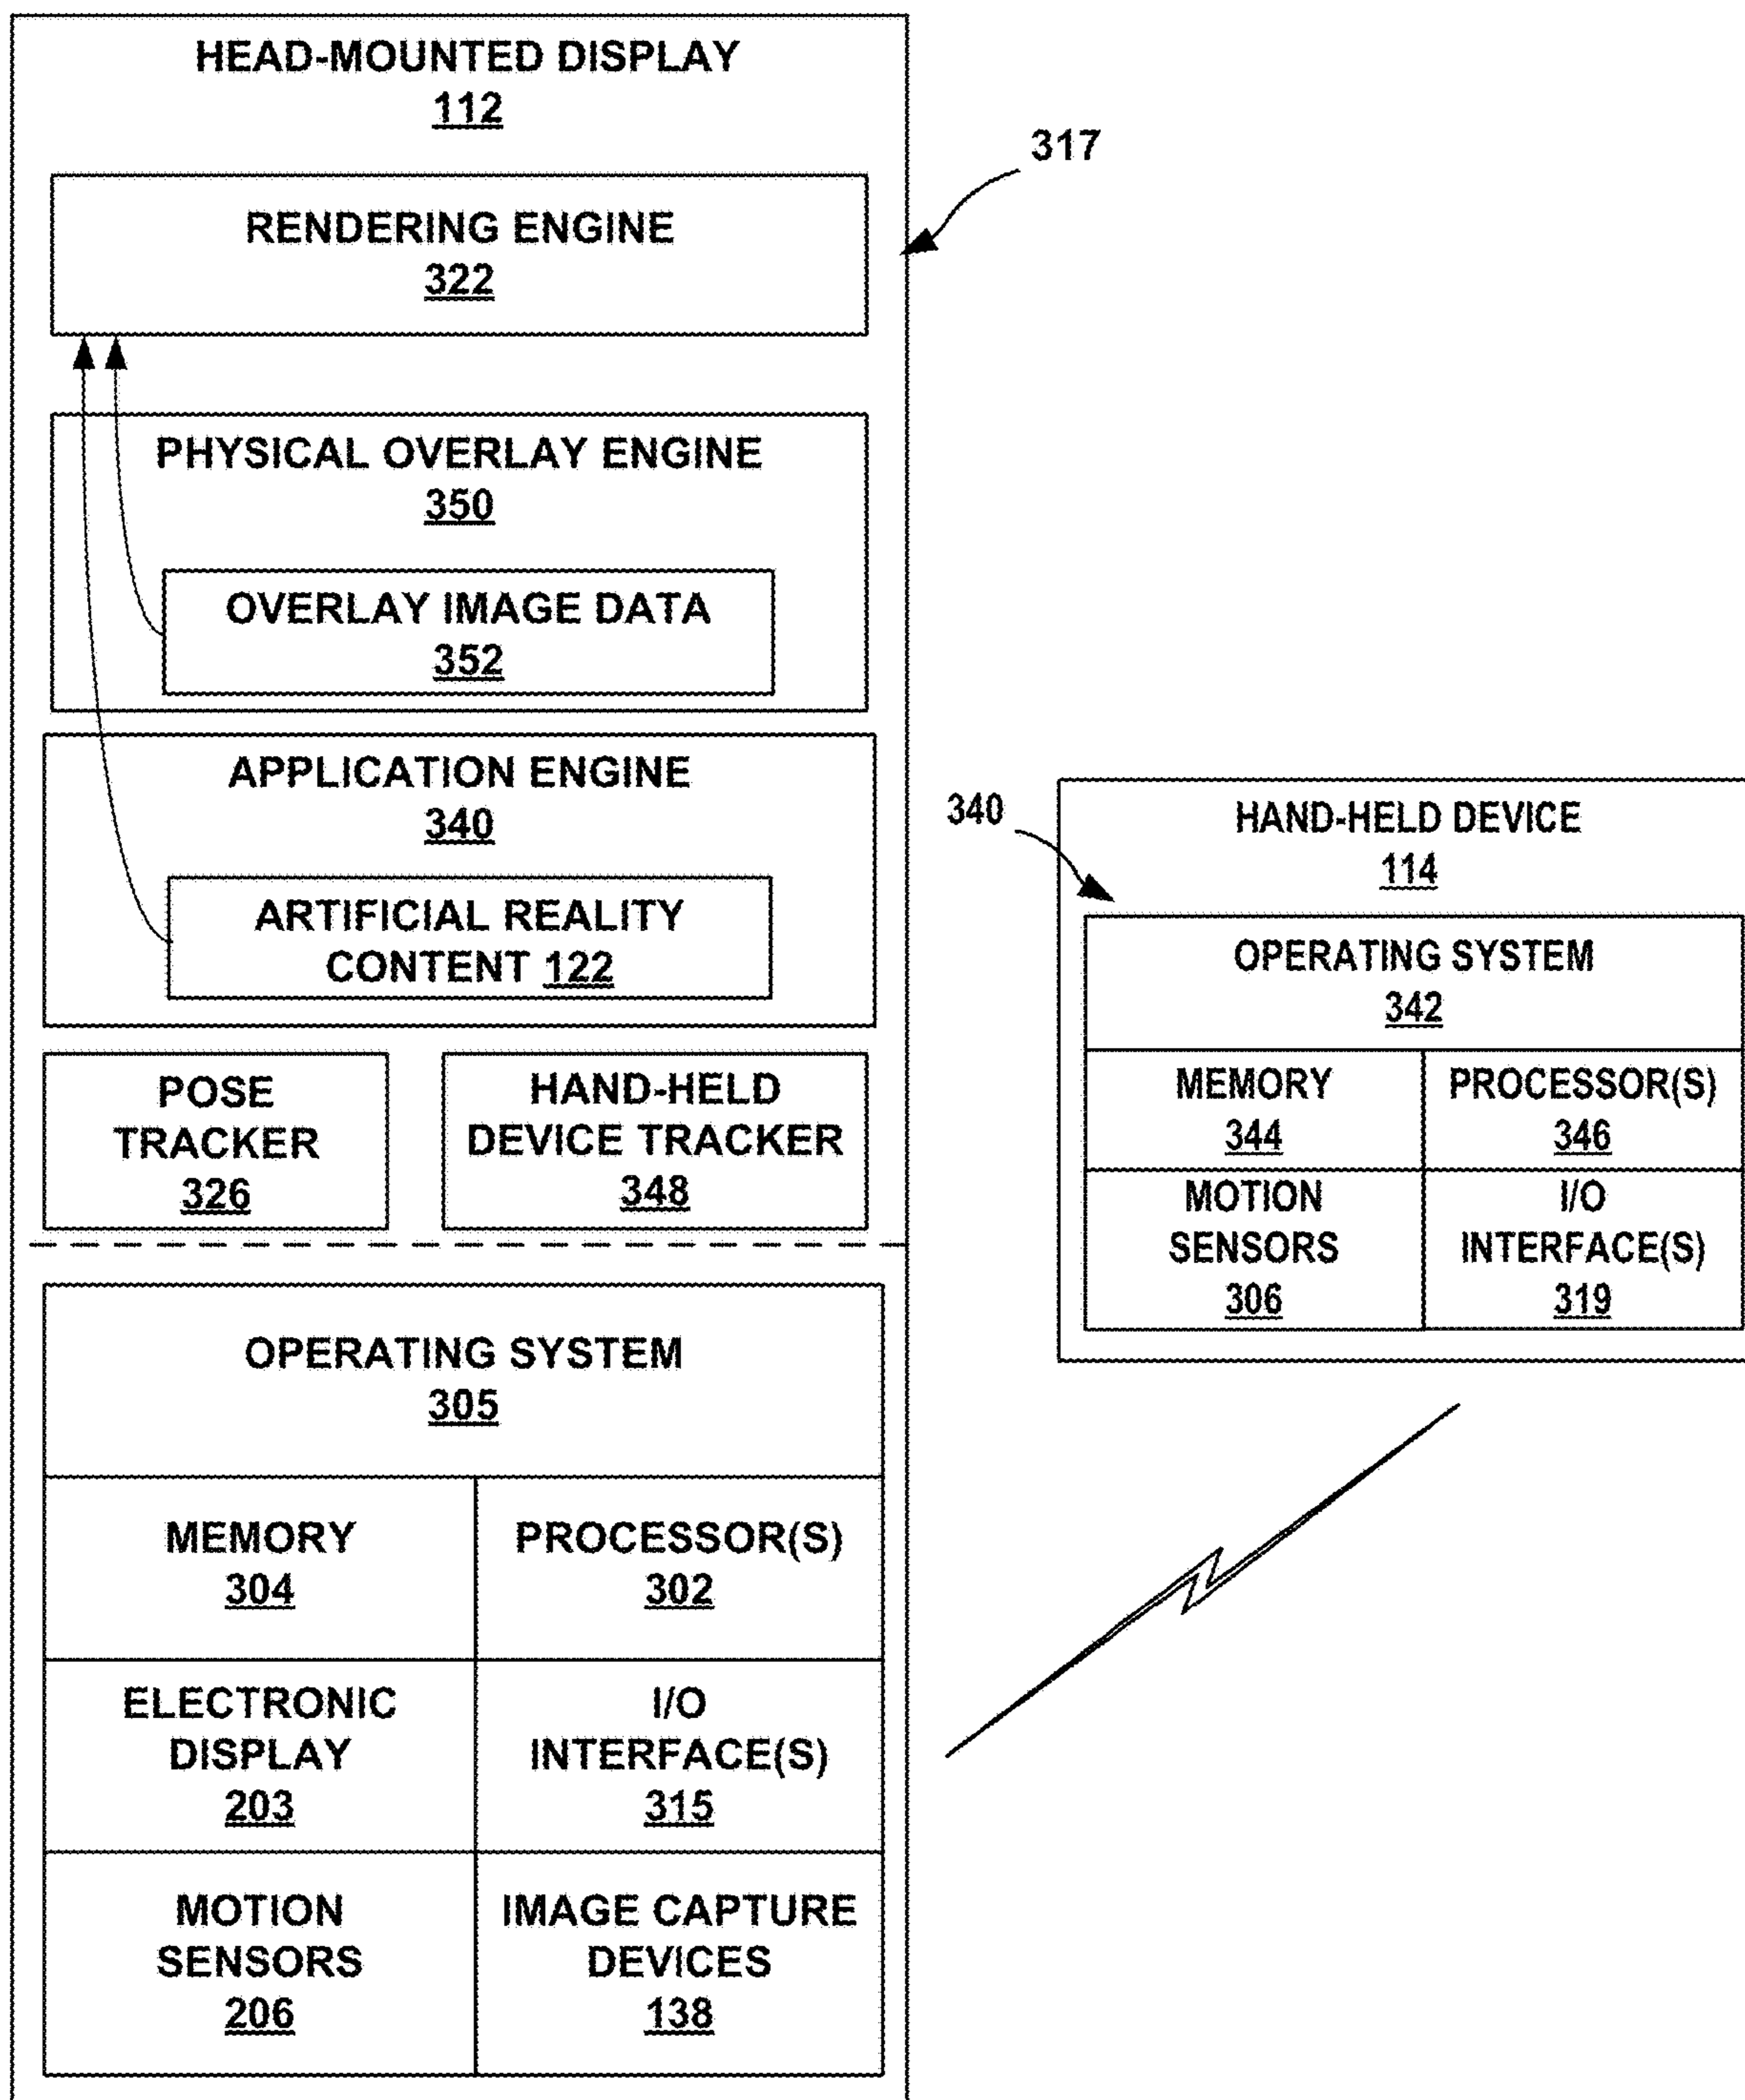 HEAD-MOUNTED DISPLAY
112
317
RENDERING ENGINE
322
PHYSICAL OVERLAY ENGINE
350
OVERLAY IMAGE DATA
352
APPLICATION ENGINE
340
ARTIFICIAL REALITY
CONTENT 122
POSE
TRACKER
326
HAND-HELD
DEVICE TRACKER
348
OPERATING SYSTEM
305
MEMORY
304
PROCESSOR(S)
302
ELECTRONIC
DISPLAY
203
I/O
INTERFACE(S)
315
MOTION
SENSORS
206
IMAGE CAPTURE
DEVICES
138
340
HAND-HELD DEVICE
114
OPERATING SYSTEM
342
MEMORY
344
PROCESSOR(S)
346
MOTION
SENSORS
306
I/O
INTERFACE(S)
319